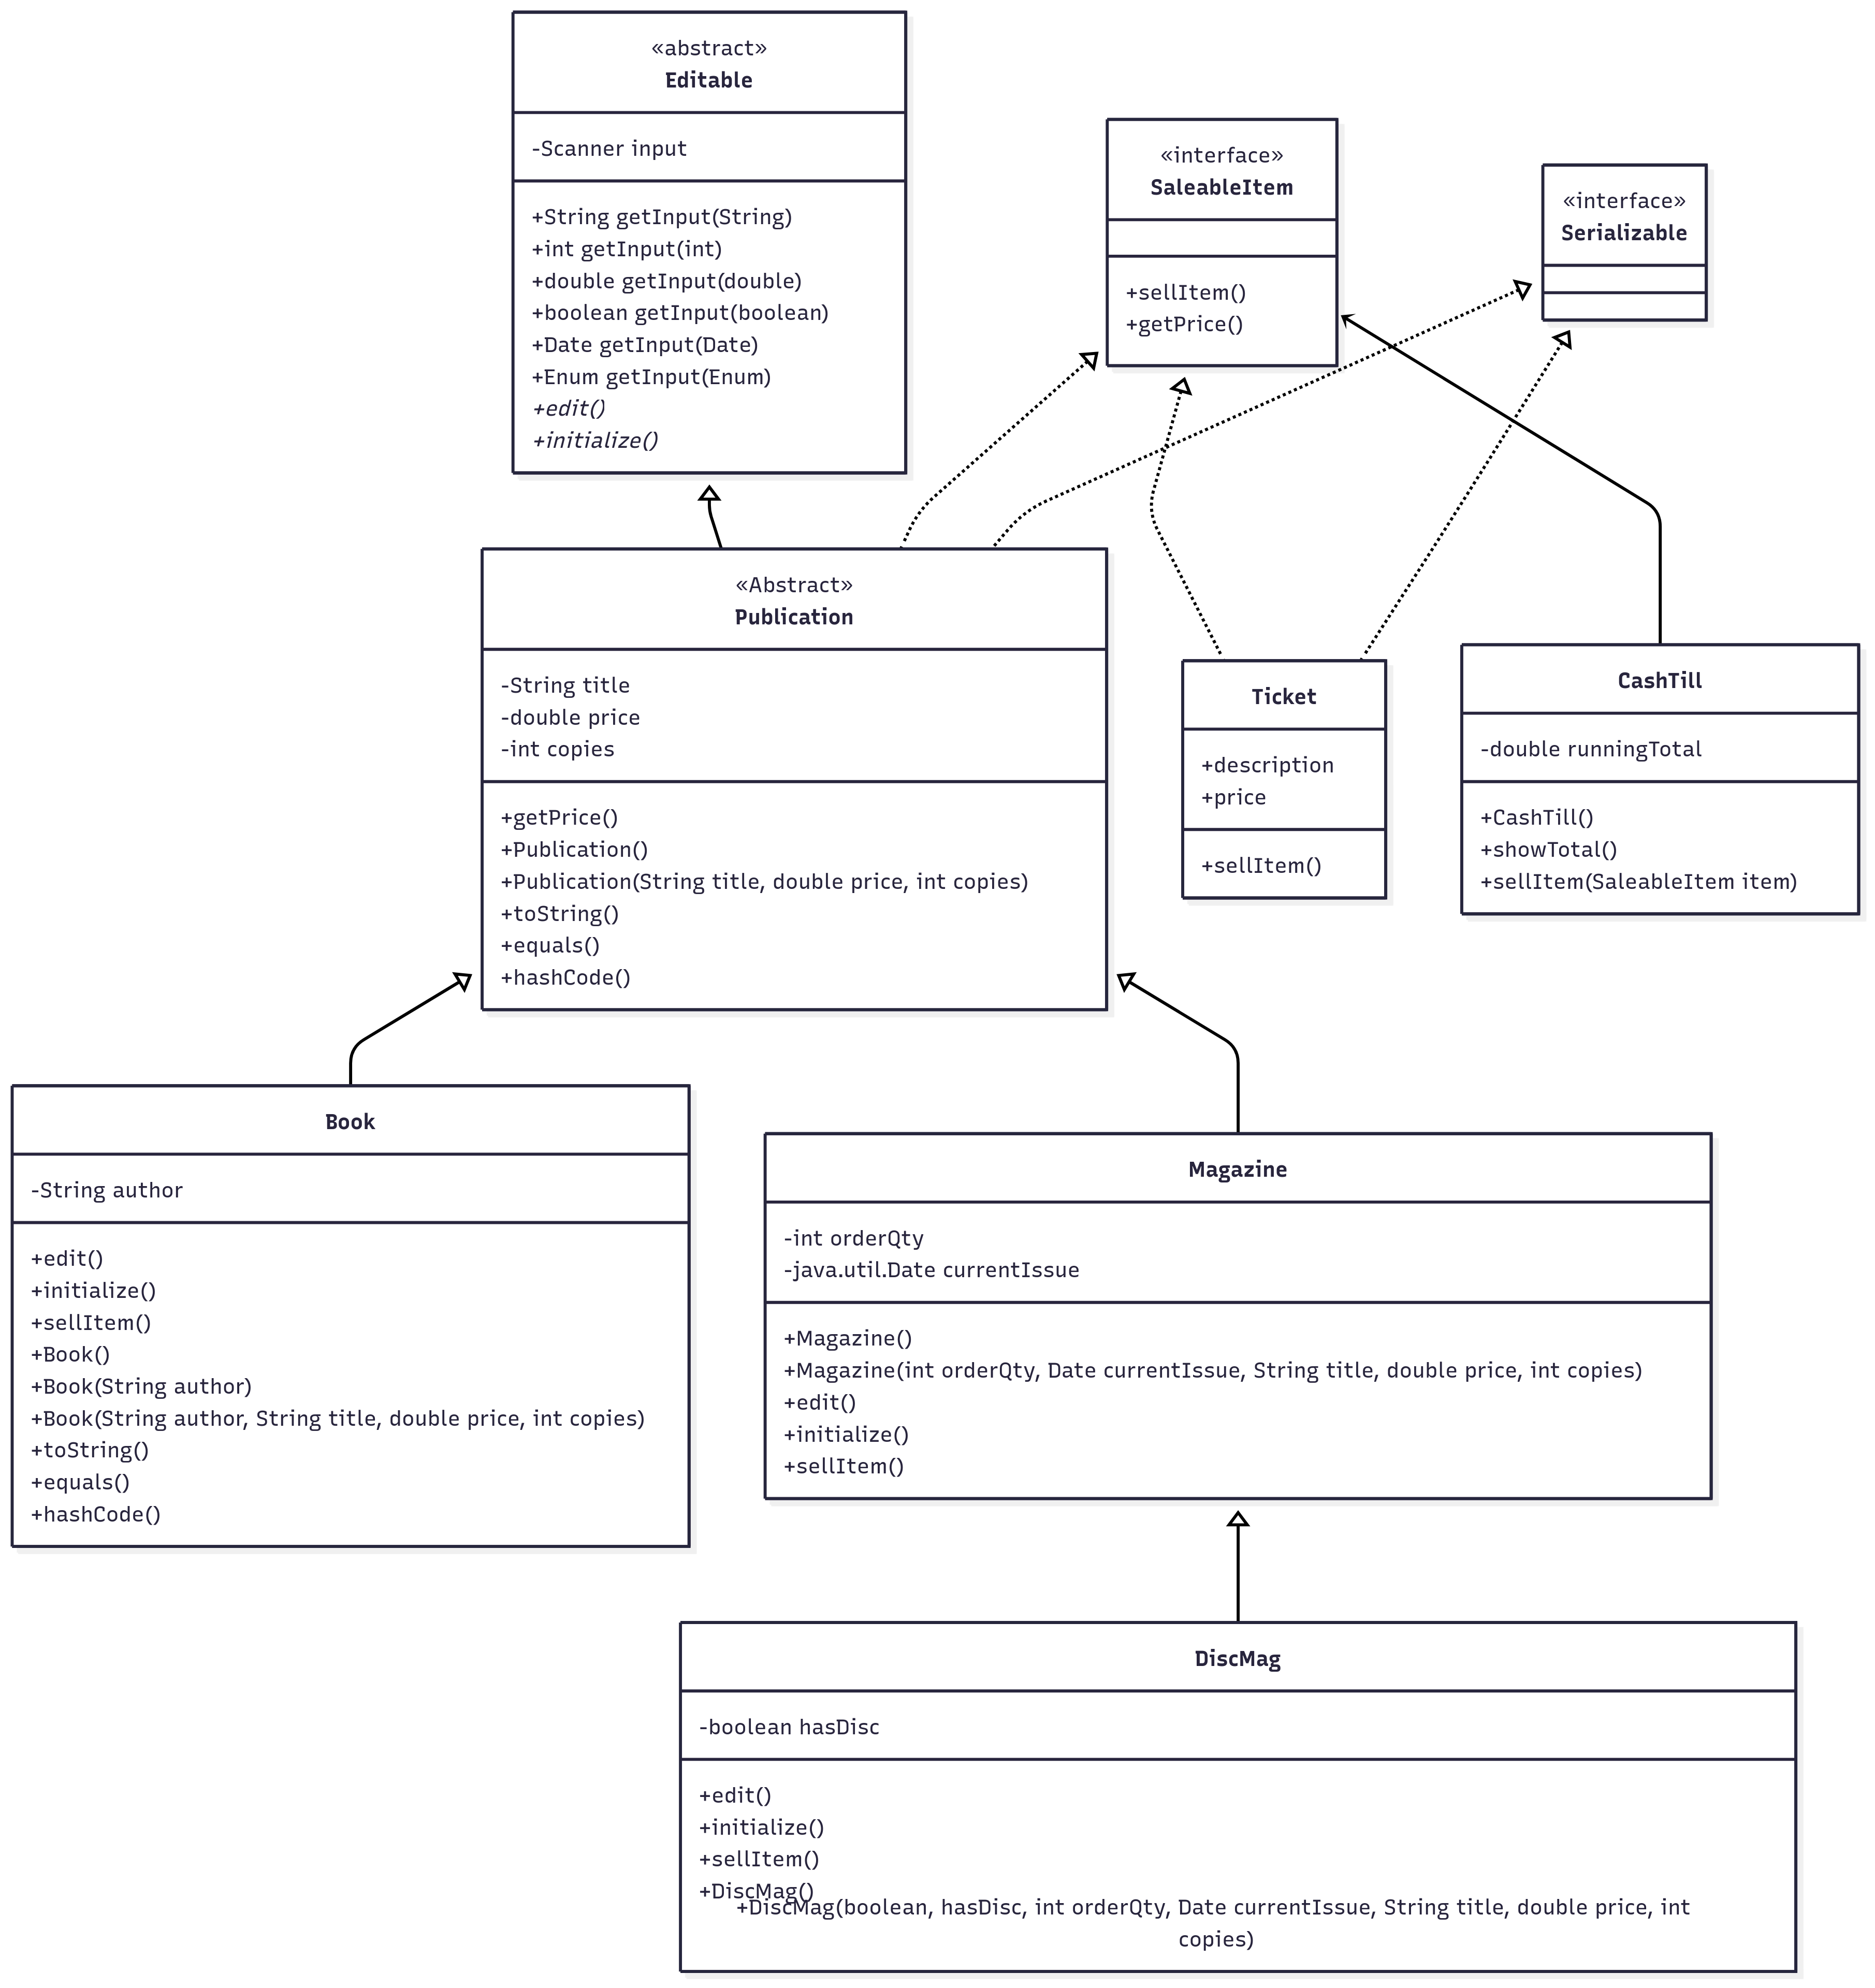 «abstract»
Editable
-Scanner input
+String getInput(String)
+int getInput(int)
+double getInput(double)
+boolean getInput(boolean)
+Date getInput(Date)
+Enum getInput(Enum)
+edit()
+initialize()
«interface»
SaleableItem
+sellItem()
+getPrice()
«interface»
Serializable
«Abstract»
Publication
-String title
-double price
-int copies
+getPrice()
+Publication()
+Publication(String title, double price, int copies)
+toString()
+equals()
+hashCode()
Ticket
+description
+price
+sellItem()
CashTill
-double runningTotal
+CashTill()
+showTotal()
+sellItem(SaleableItem item)
Book
-String author
+edit()
+initialize()
+sellItem()
+Book()
+Book(String author)
+Book(String author, String title, double price, int copies)
+toString()
+equals()
+hashCode()
Magazine
-int orderQty
-java.util.Date currentIssue
+Magazine()
+Magazine(int orderQty, Date currentIssue, String title, double price, int copies)
+edit()
+initialize()
+sellItem()
DiscMag
-boolean hasDisc
+edit()
+initialize()
+sellItem()
+DiscMag()
+DiscMag(boolean, hasDisc, int orderQty, Date currentIssue, String title, double price, int
copies)